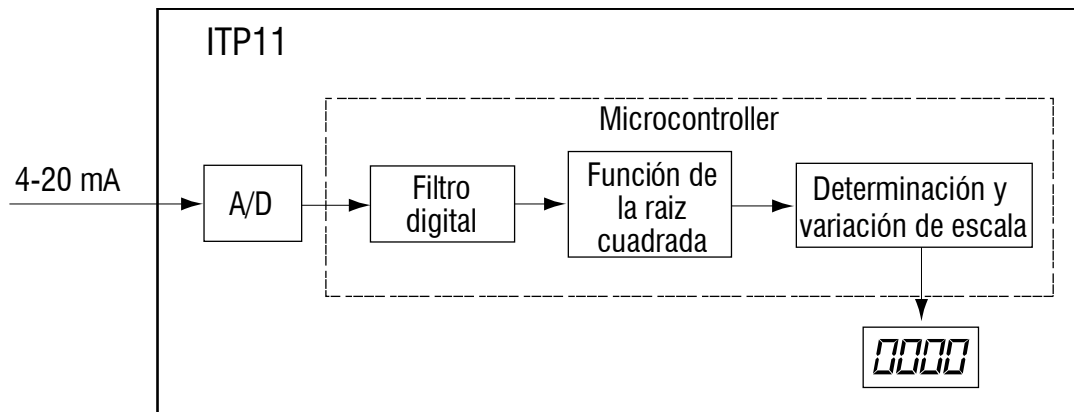 ITP11
Microcontroller
4-20 mA
A/D
Filtro
digital
Función de
la raiz
cuadrada
Determinación y
variación de escala
0000